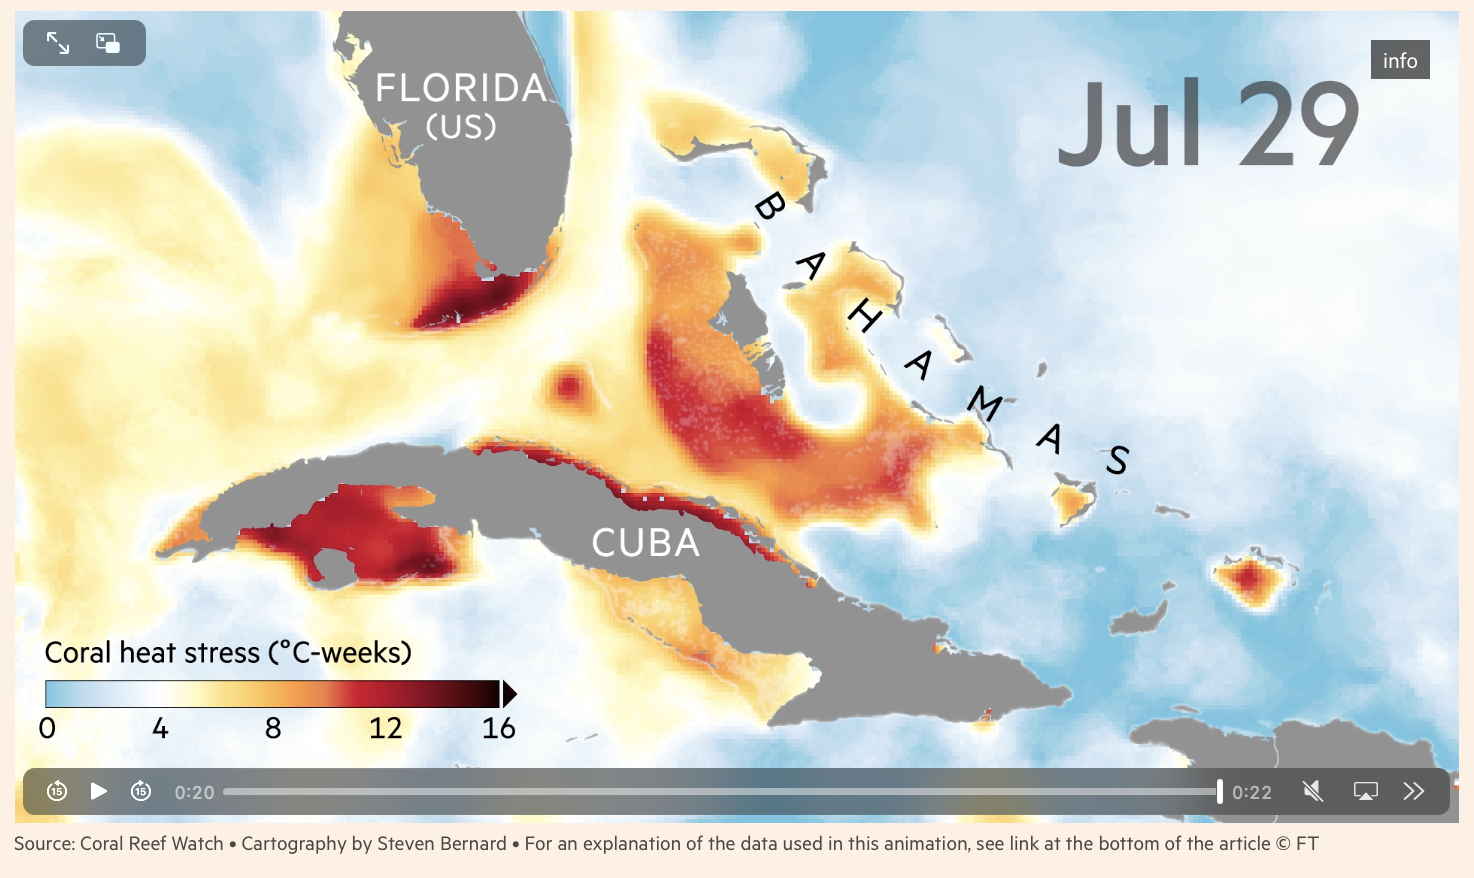 info
Jul 29
FLORIDA
(US)
BAHAMAS
CUBA
Coral heat stress (°C-weeks)
0 4 8 12 16
15 15 0:20 0:22
Source: Coral Reef Watch • Cartography by Steven Bernard • For an explanation of the data used in this animation, see link at the bottom of the article © FT